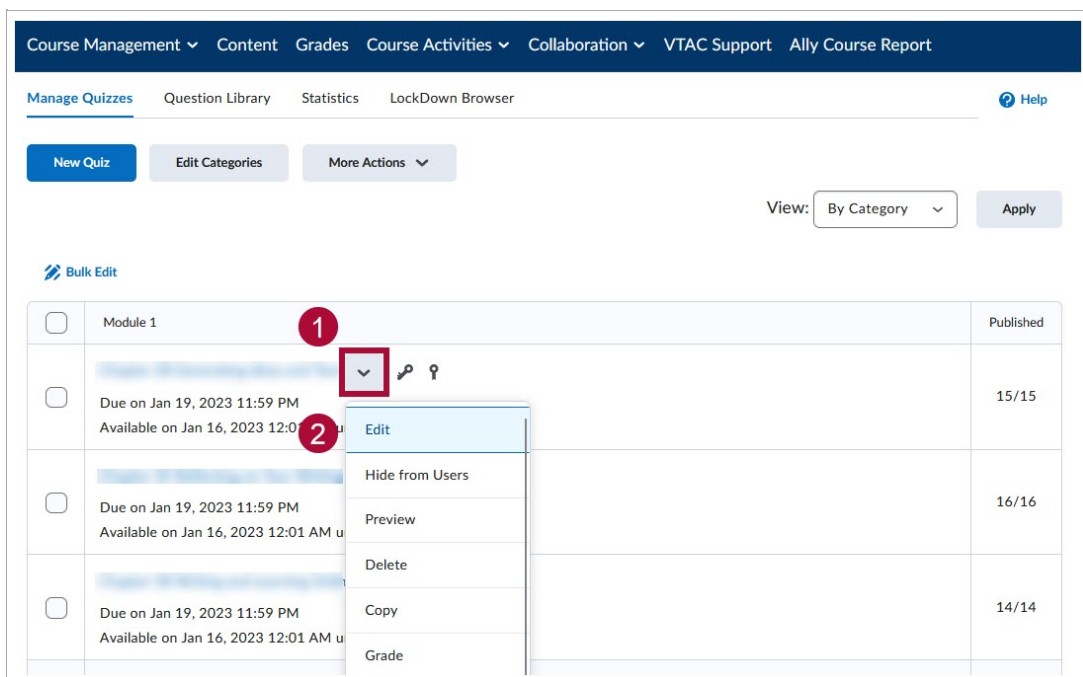 Course Management Content Grades Course Activities Collaboration VTAC Support Ally Course Report
Manage Quizzes Question Library Statistics LockDown Browser Help
New Quiz Edit Categories More Actions
View: By Category Apply
Bulk Edit
Module 1 Published
1
Due on Jan 19, 2023 11:59 PM 15/15
Available on Jan 16, 2023 12:01
2
Edit
Hide from Users
Due on Jan 19, 2023 11:59 PM 16/16
Preview
Available on Jan 16, 2023 12:01 AM
Delete
Due on Jan 19, 2023 11:59 PM 14/14
Copy
Available on Jan 16, 2023 12:01 AM
Grade